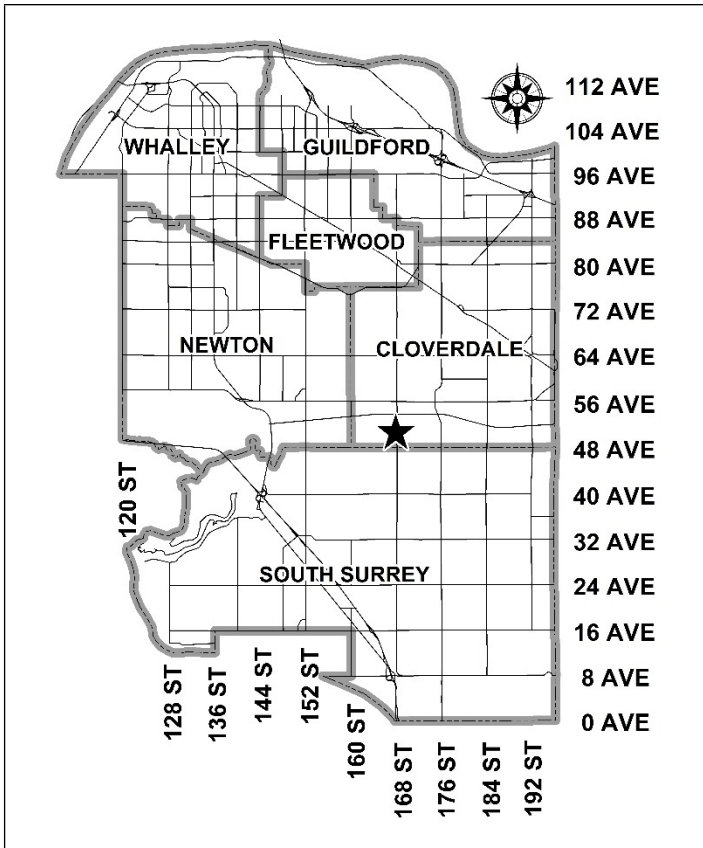 112 AVE
104 AVE
WHALLEY
GUILDFORD
96 AVE
88 AVE
FLEETWOOD
80 AVE
72 AVE
NEWTON
CLOVERDALE
64 AVE
56 AVE
48 AVE
120 ST
40 AVE
32 AVE
SOUTH SURREY
24 AVE
16 AVE
8 AVE
0 AVE
128 ST
136 ST
144 ST
152 ST
160 ST
168 ST
176 ST
184 ST
192 ST